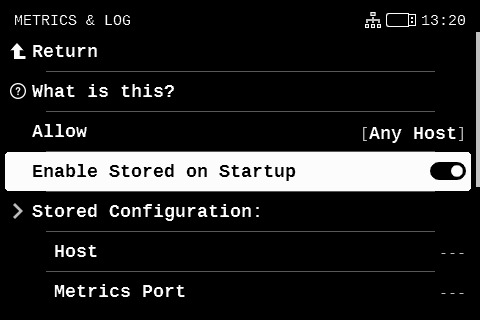 METRICS & LOG 13:20
Return
? What is this?
Allow [Any Host]
Enable Stored on Startup
Stored Configuration:
Host ---
Metrics Port ---